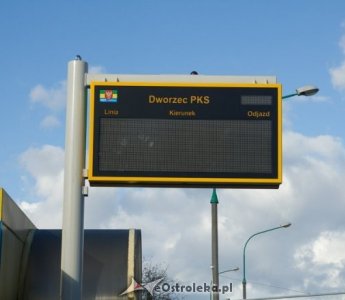 Dworzec PKS
Linia Kierunek Odjazd
eOstroleka.pl